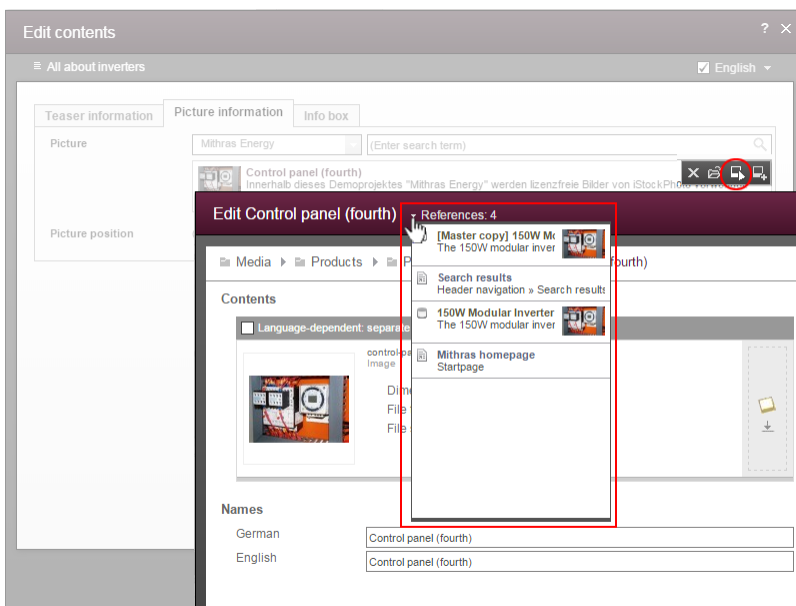 Edit contents
?
All about inverters
English
Teaser information
Picture information
Info box
Picture
Mithras Energy
(Enter search term)
Control panel (fourth)
Innerhalb dieses Demoprojektes "Mithras Energy" werden lizenzfreie Bilder von iStockPhoto
Picture position
Edit Control panel (fourth)
References: 4
[Master copy] 150W Mo
The 150W modular inver
Media
Products
P
fourth)
Search results
Header navigation » Search results
Contents
150W Modular Inverter
The 150W modular inver
Language-dependent: separate
Mithras homepage
Startpage
controlpa
Image
Dime
File
File s
Names
German
Control panel (fourth)
English
Control panel (fourth)